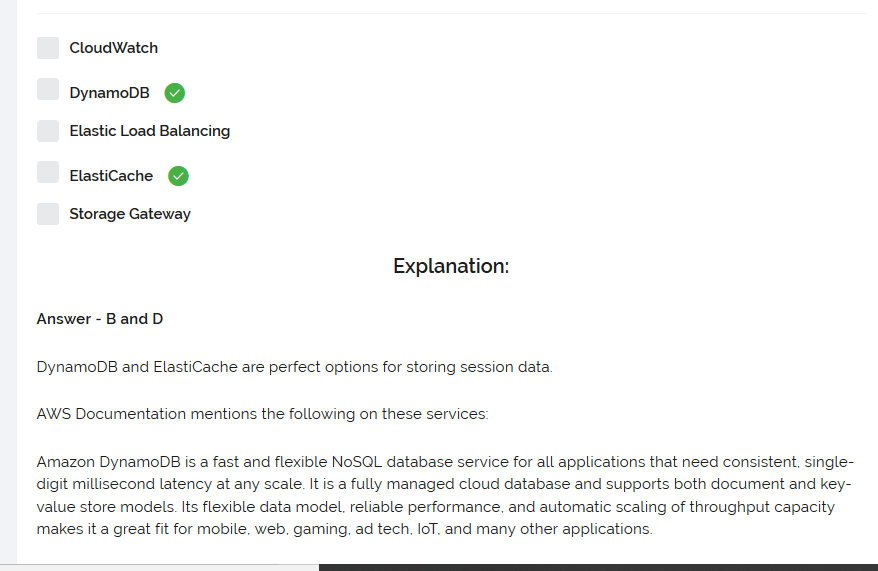 CloudWatch
DynamoDB
Elastic Load Balancing
ElastiCache
Storage Gateway
Explanation:
Answer - B and D
DynamoDB and ElastiCache are perfect options for storing session data.
AWS Documentation mentions the following on these services:
Amazon DynamoDB is a fast and flexible NoSQL database service for all applications that need consistent, single-
digit millisecond latency at any scale. It is a fully managed cloud database and supports both document and key-
value store models. Its flexible data model, reliable performance, and automatic scaling of throughput capacity
makes it a great fit for mobile, web, gaming, ad tech, IoT, and many other applications.